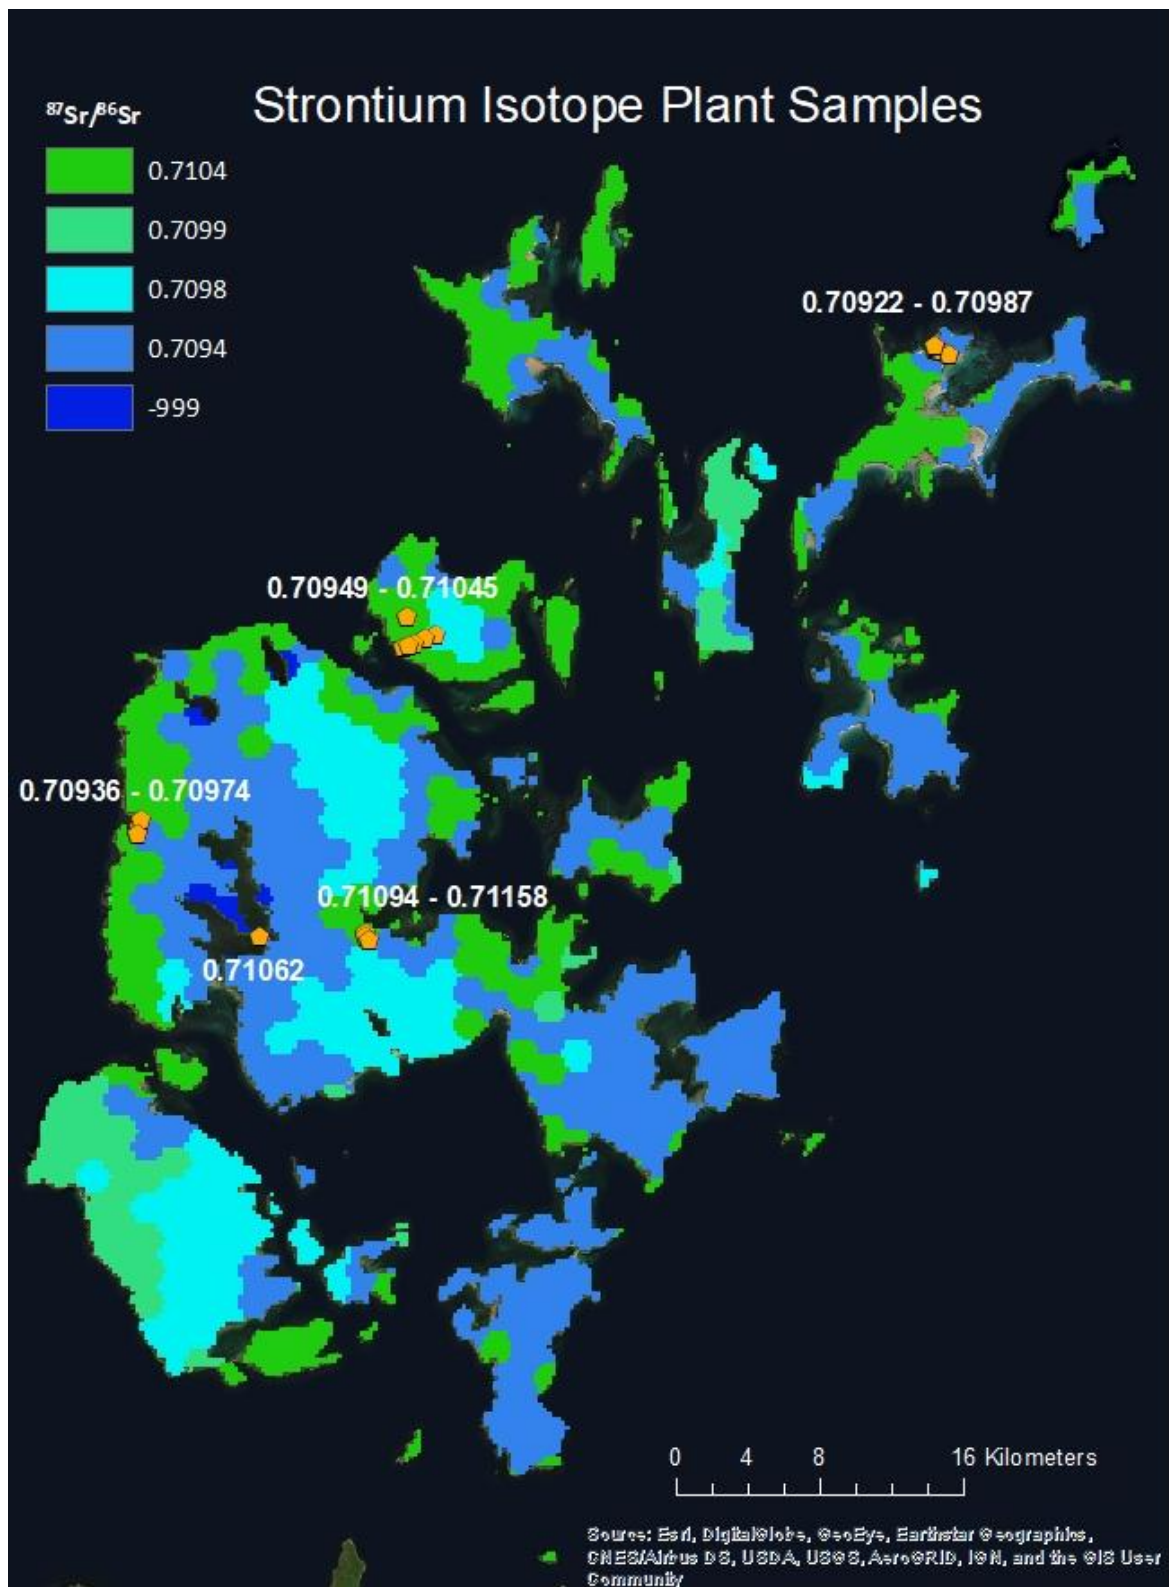 Strontium Isotope Plant Samples
⁸⁷Sr/⁸⁶Sr
0.7104
0.7099
0.7098
0.7094
-999
0.70922 - 0.70987
0.70949 - 0.71045
0.70936 - 0.70974
0.71094 - 0.71158
0.71062
0 4 8 16 Kilometers
Source: Esri, DigitalGlobe, GeoEye, Earthstar Geographics,
CNES/Airbus DS, USDA, USGS, AeroGRID, IGN, and the GIS User
Community